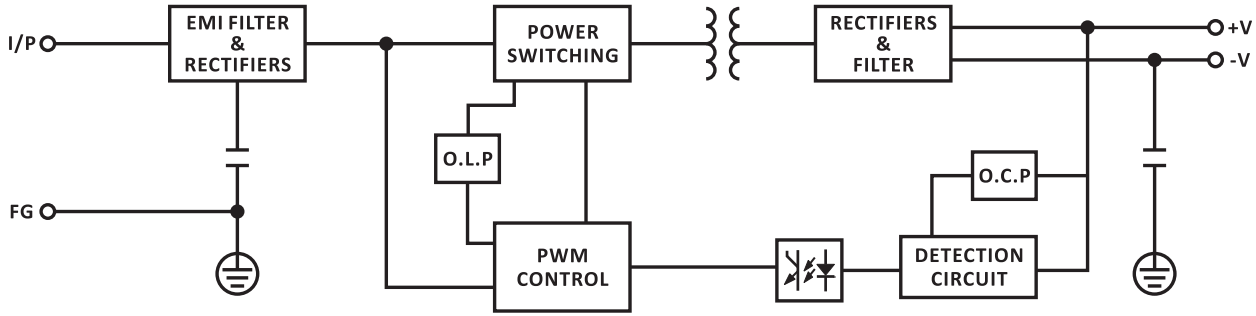 I/P
EMI FILTER
&
RECTIFIERS
POWER
SWITCHING
RECTIFIERS
&
FILTER
+V
-V
O.L.P
O.C.P
FG
PWM
CONTROL
DETECTION
CIRCUIT